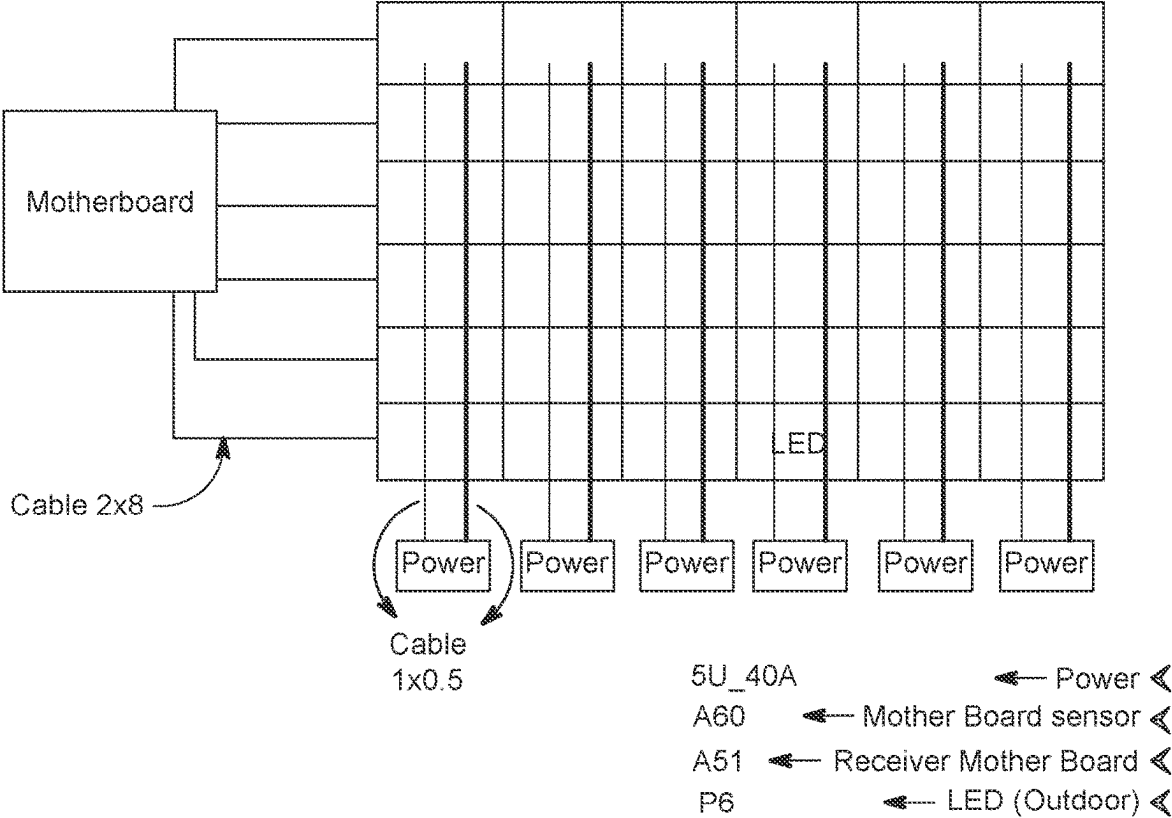 Motherboard
LED
Cable 2x8
Power Power Power Power Power Power
Cable
1x0.5
5U_40A Power
A60 Mother Board sensor
A51 Receiver Mother Board
P6 LED (Outdoor)